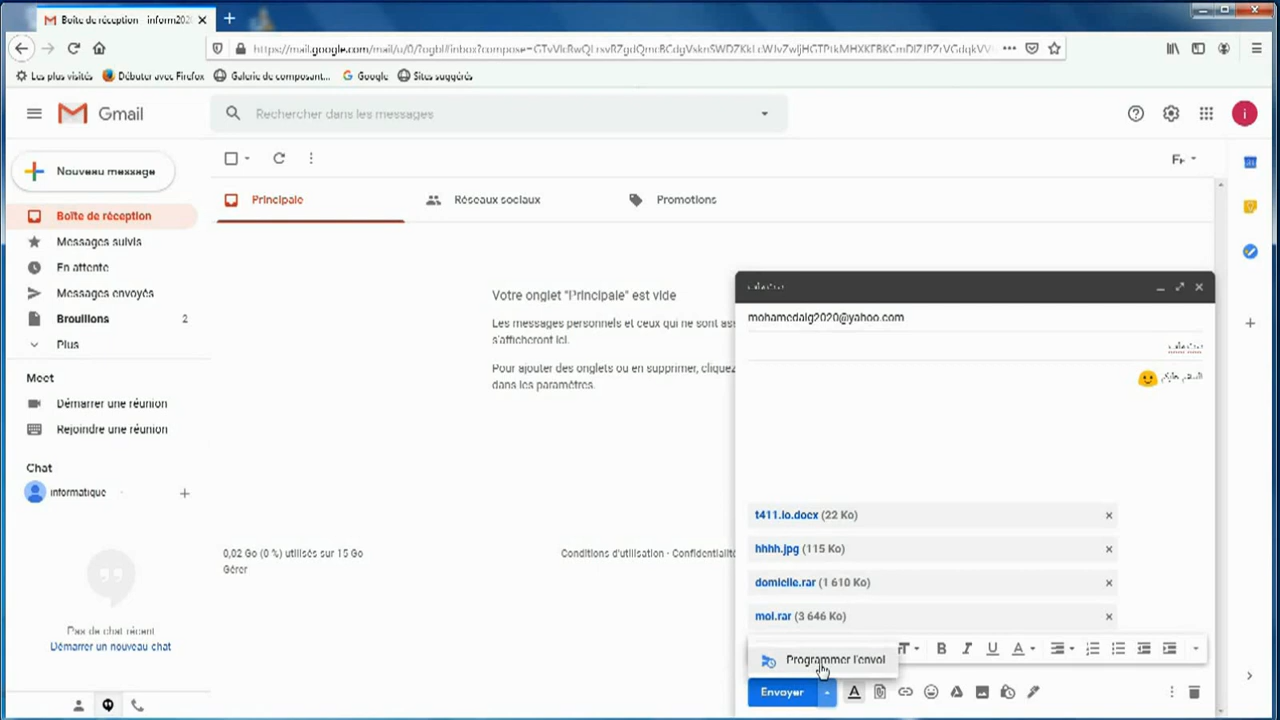 Boîte de réception - inform202
https://mail.google.com/mail/u/0/?ogbl/#inbox?compose=
Les plus visités
Débuter avec Firefox
Galerie de composant...
Google
Sites suggérés
Gmail
Rechercher dans les messages
i
Nouveau message
Principale
Réseaux sociaux
Promotions
Boîte de réception
Messages suivis
En attente
Messages envoyés
Brouillons 2
Plus
Meet
Démarrer une réunion
Rejoindre une réunion
Chat
informatique
Pas de chat récent
Démarrer un nouveau chat
Votre onglet "Principale" est vide
Les messages personnels et ceux qui ne sont
s'afficheront ici.
Pour ajouter des onglets ou en supprimer, cliquez
dans les paramètres.
0,02 Go (0 %) utilisés sur 15 Go
Gérer
Conditions d'utilisation · Confidentialité
mohamedalg2020@yahoo.com
السلام عليكم
t411.io.docx (22 Ko)
hhhh.jpg (115 Ko)
domicile.rar (1 610 Ko)
moi.rar (3 646 Ko)
Programmer l'envoi
Envoyer